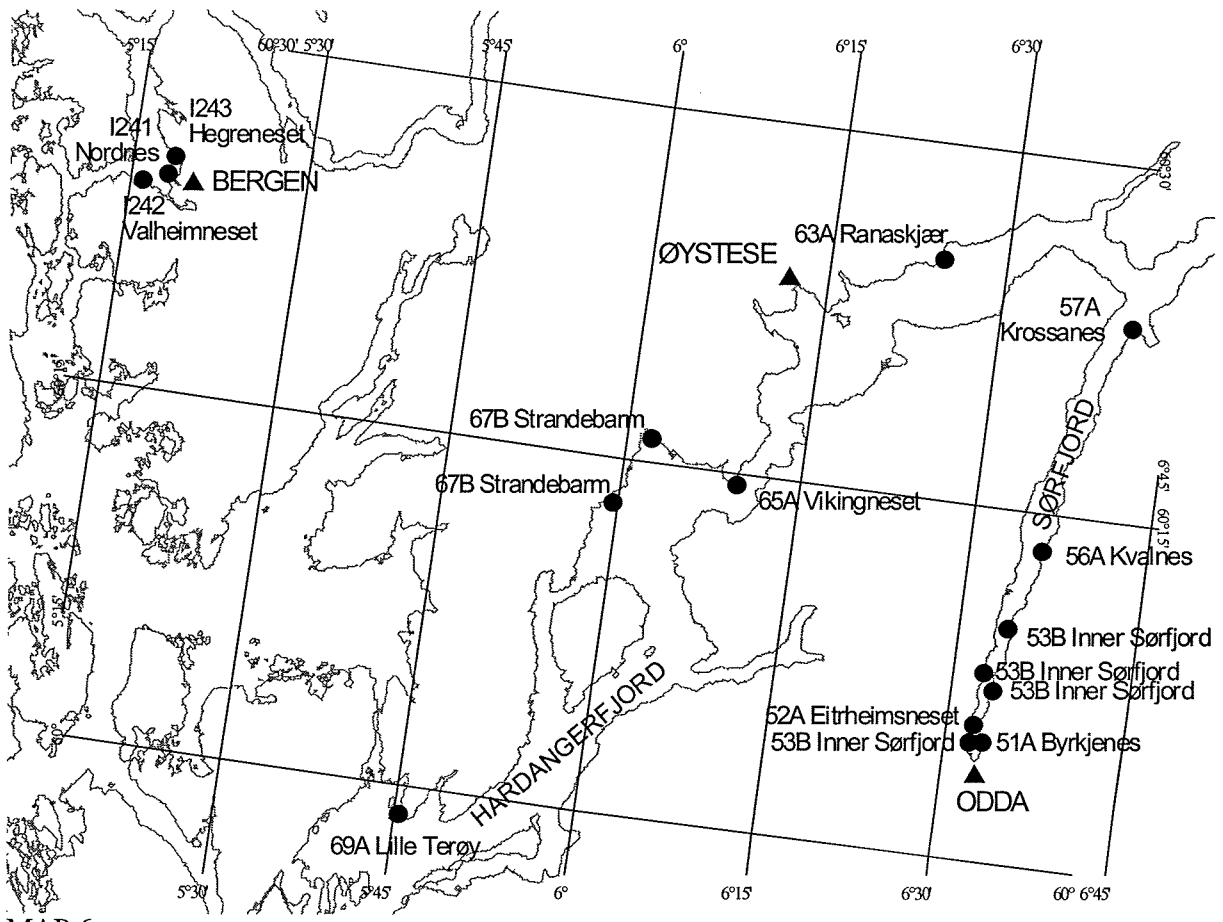 5°15'
60°30' 5°30'
5°45'
6°
6°15'
6°30'
60°30'
I243
Hegreneset
I241
Nordnes
BERGEN
I242
Valheimneset
63A Ranaskjær
ØYSTESE
57A
Krossanes
67B Strandebarm
SØRFJORD
67B Strandebarm
65A Vikingneset
6°45'
60°15'
56A Kvalnes
5°15'
53B Inner Sørfjord
53B Inner Sørfjord
53B Inner Sørfjord
HARDANGERFJORD
52A Eitrheimsneset
60°
53B Inner Sørfjord
51A Byrkjenes
ODDA
69A Lille Terøy
5°30'
5°45'
6°
6°15'
6°30'
60° 6°45'